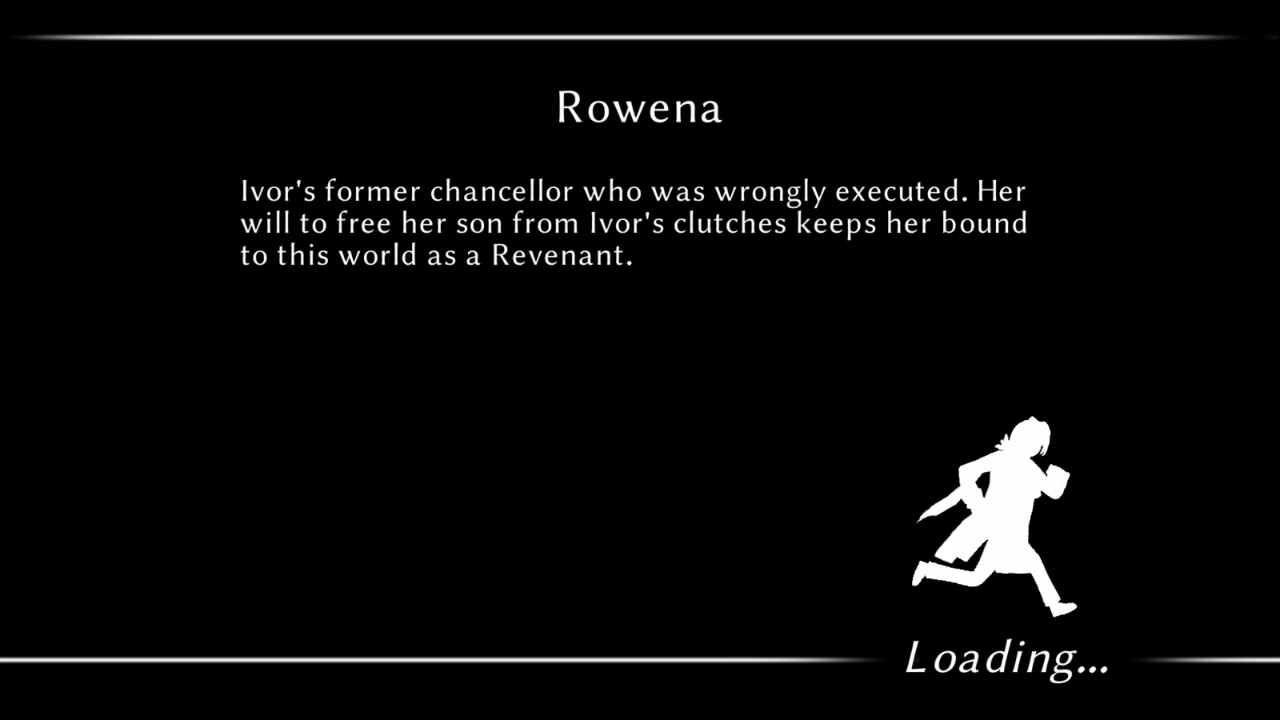 Rowena
Ivor's former chancellor who was wrongly executed. Her
will to free her son from Ivor's clutches keeps her bound
to this world as a Revenant.
Loading...